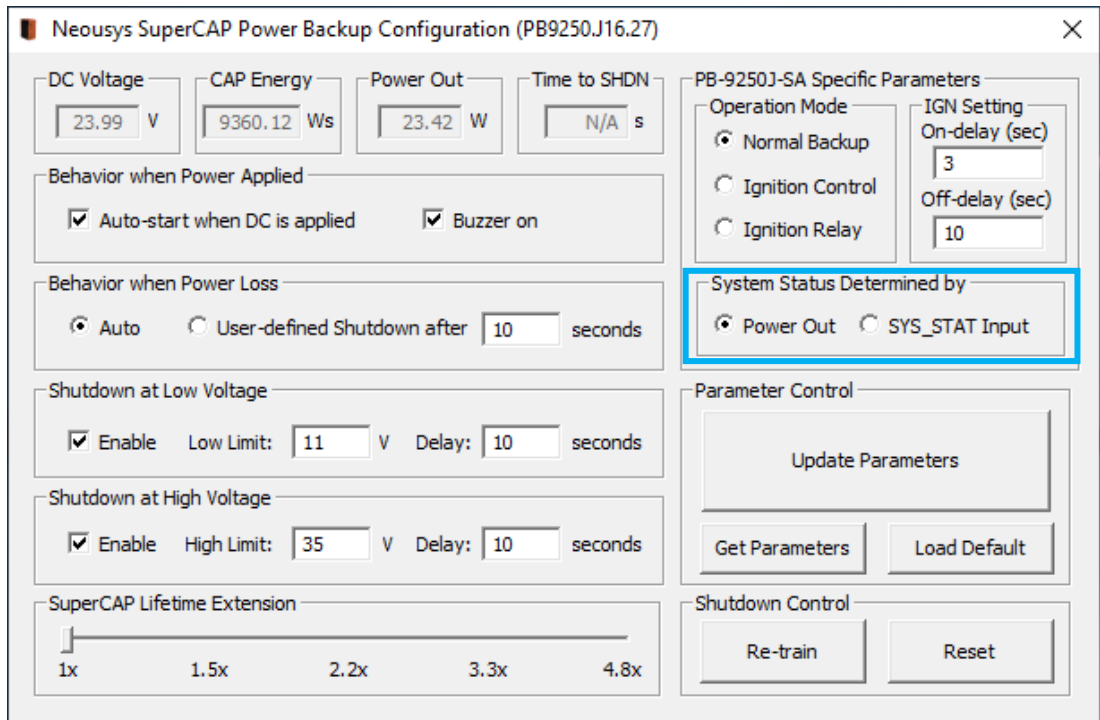 Neousys SuperCAP Power Backup Configuration (PB9250.J16.27)
DC Voltage
23.99 V
CAP Energy
9360.12 Ws
Power Out
23.42 W
Time to SHDN
N/A s
Behavior when Power Applied
Auto-start when DC is applied Buzzer on
Behavior when Power Loss
Auto User-defined Shutdown after 10 seconds
Shutdown at Low Voltage
Enable Low Limit: 11 V Delay: 10 seconds
Shutdown at High Voltage
Enable High Limit: 35 V Delay: 10 seconds
SuperCAP Lifetime Extension
1x 1.5x 2.2x 3.3x 4.8x
PB-9250J-SA Specific Parameters
Operation Mode
Normal Backup
Ignition Control
Ignition Relay
IGN Setting
On-delay (sec)
3
Off-delay (sec)
10
System Status Determined by
Power Out SYS_STAT Input
Parameter Control
Update Parameters
Get Parameters Load Default
Shutdown Control
Re-train Reset